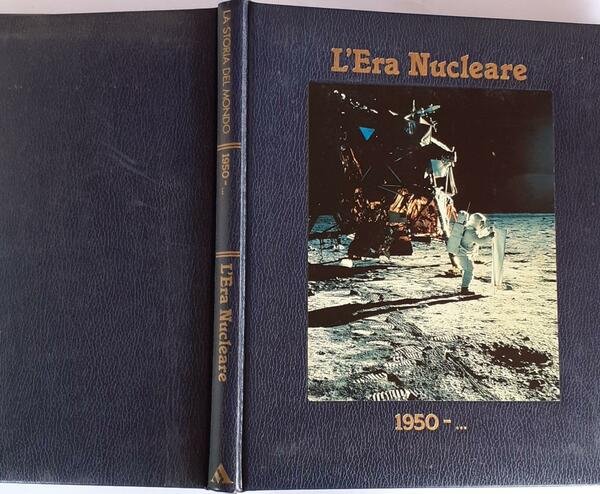 LA STORIA DEL MONDO
1950-...
L'Era Nucleare
L'Era Nucleare
1950-...